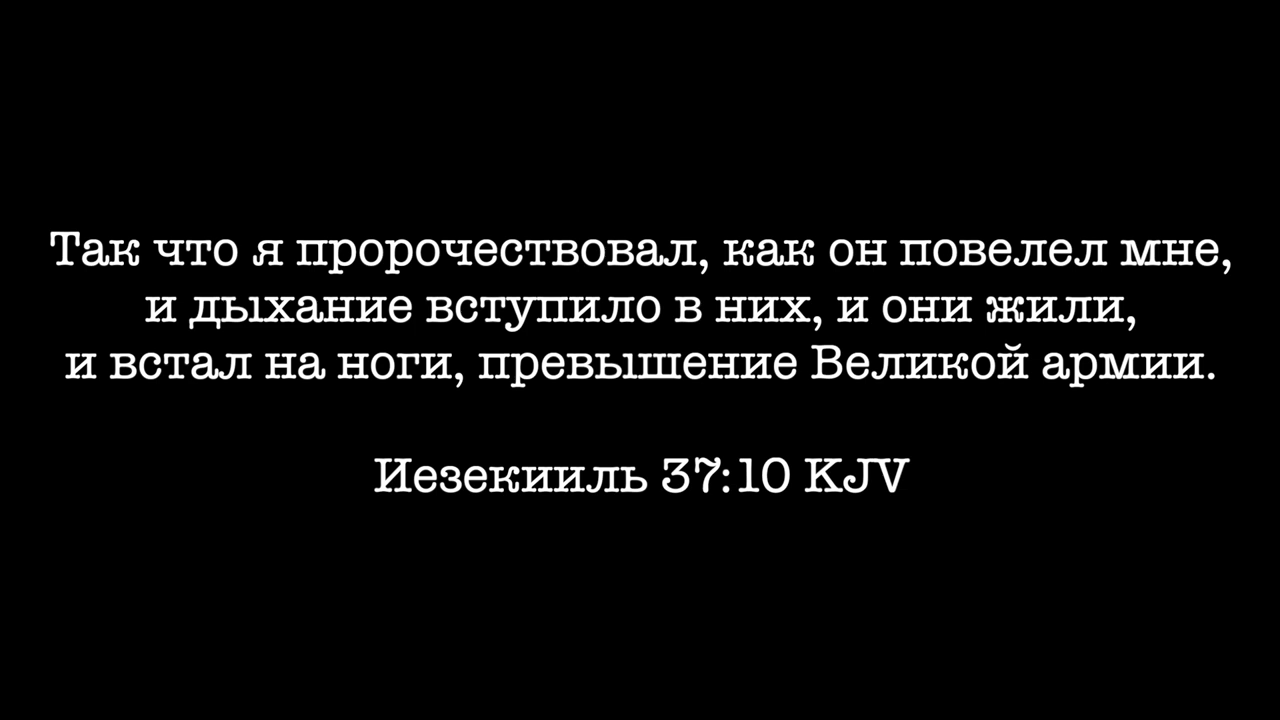 Так что я пророчествовал, как он повелел мне,
и дыхание вступило в них, и они жили,
и встал на ноги, превышение Великой армии.
Иезекииль 37:10 KJV